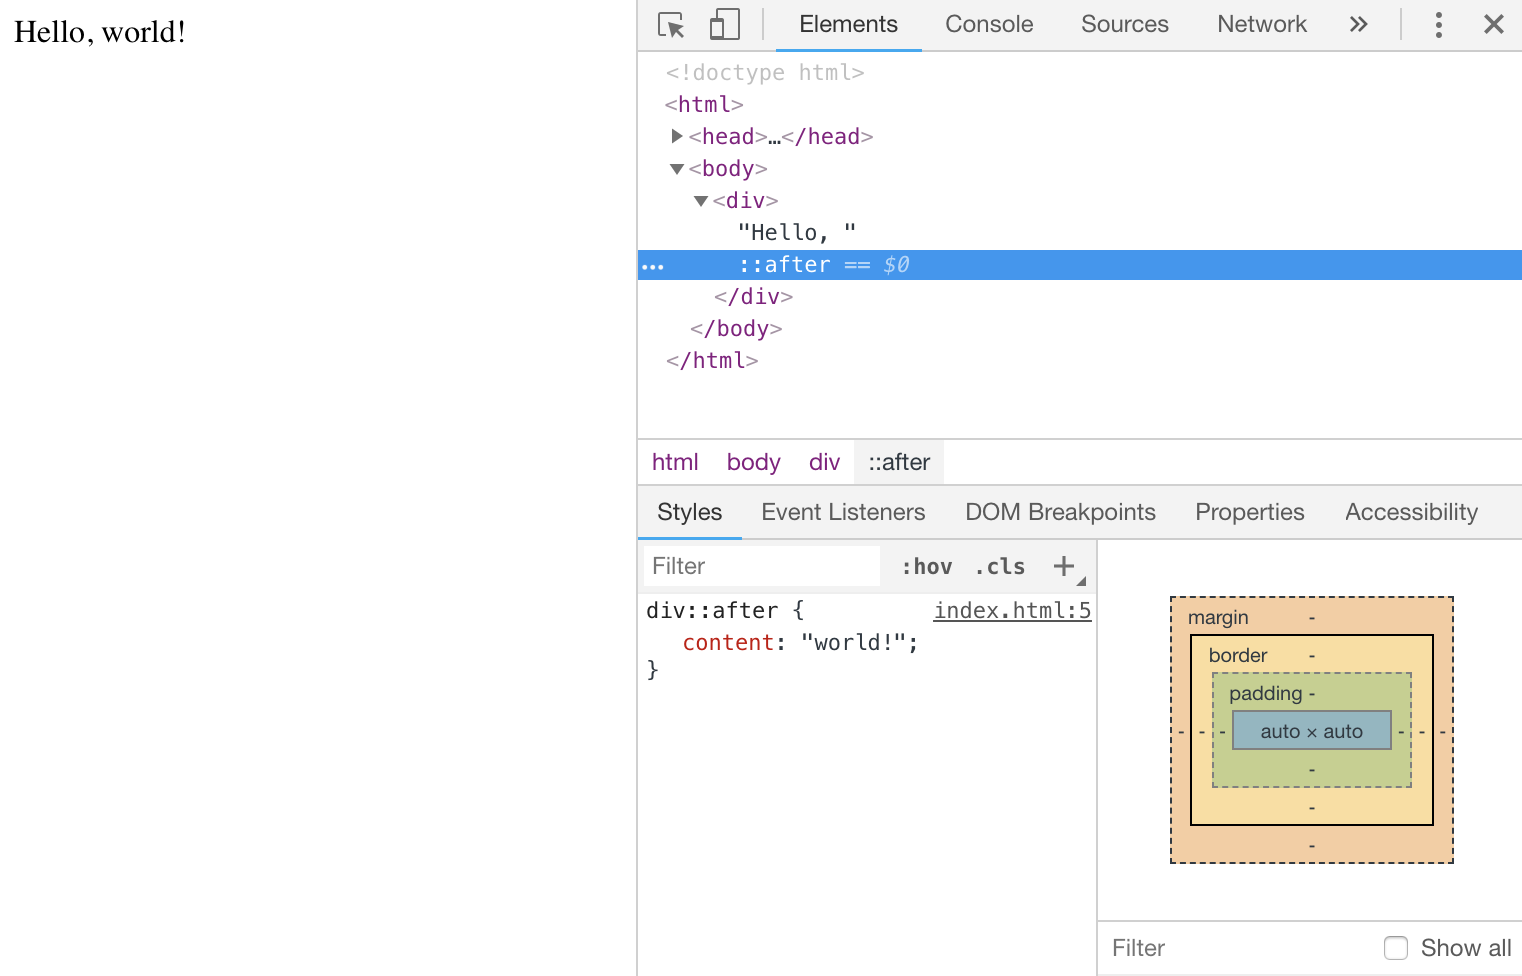 Hello, world!
Elements Console Sources Network »
<!doctype html>
<html>
<head>…</head>
<body>
<div>
"Hello, "
::after == $0
</div>
</body>
</html>
html body div ::after
Styles Event Listeners DOM Breakpoints Properties Accessibility
Filter :hov .cls +
div::after { index.html:5
content: "world!";
}
margin -
border -
padding -
- - - auto × auto - - -
-
-
-
Filter Show all